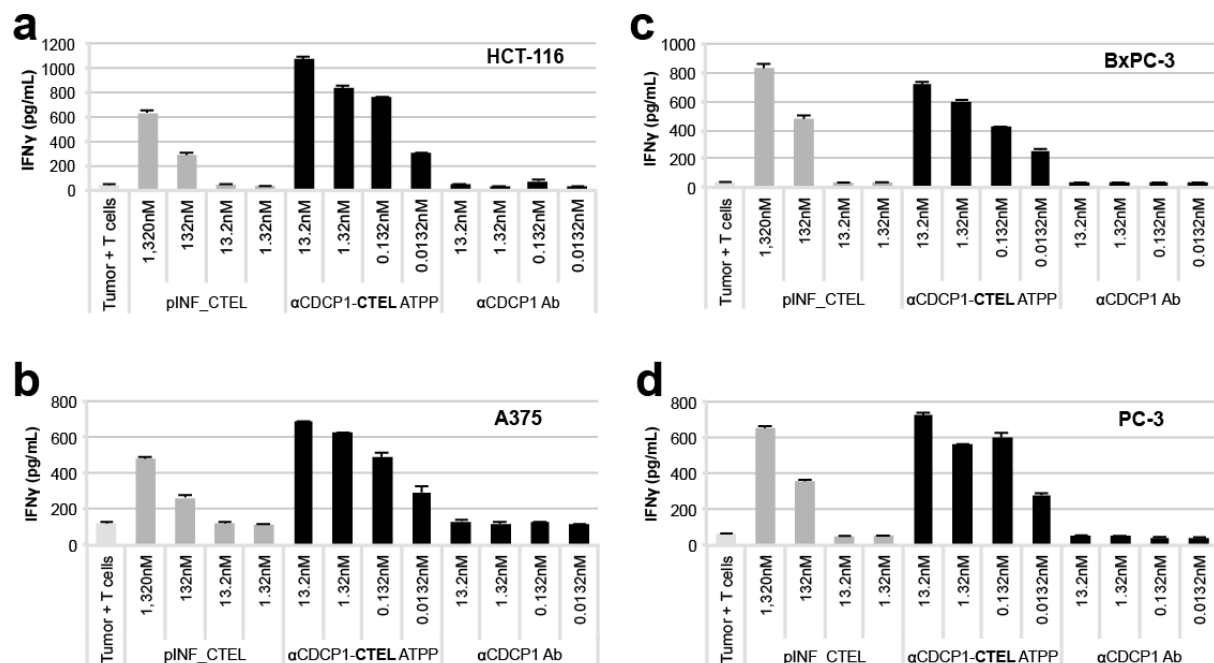 a
HCT-116
IFNγ (pg/mL)
1200
1000
800
600
400
200
0
Tumor + T cells
1,320nM
132nM
13.2nM
1.32nM
13.2nM
1.32nM
0.132nM
0.0132nM
13.2nM
1.32nM
0.132nM
0.0132nM
pINF_CTEL
αCDCP1-CTEL ATPP
αCDCP1 Ab
c
BxPC-3
IFNγ (pg/mL)
1000
800
600
400
200
0
Tumor + T cells
1,320nM
132nM
13.2nM
1.32nM
13.2nM
1.32nM
0.132nM
0.0132nM
13.2nM
1.32nM
0.132nM
0.0132nM
pINF_CTEL
αCDCP1-CTEL ATPP
αCDCP1 Ab
b
A375
IFNγ (pg/mL)
800
600
400
200
0
Tumor + T cells
1,320nM
132nM
13.2nM
1.32nM
13.2nM
1.32nM
0.132nM
0.0132nM
13.2nM
1.32nM
0.132nM
0.0132nM
pINF_CTEL
αCDCP1-CTEL ATPP
αCDCP1 Ab
d
PC-3
IFNγ (pg/mL)
800
600
400
200
0
Tumor + T cells
1,320nM
132nM
13.2nM
1.32nM
13.2nM
1.32nM
0.132nM
0.0132nM
13.2nM
1.32nM
0.132nM
0.0132nM
pINF_CTEL
αCDCP1-CTEL ATPP
αCDCP1 Ab